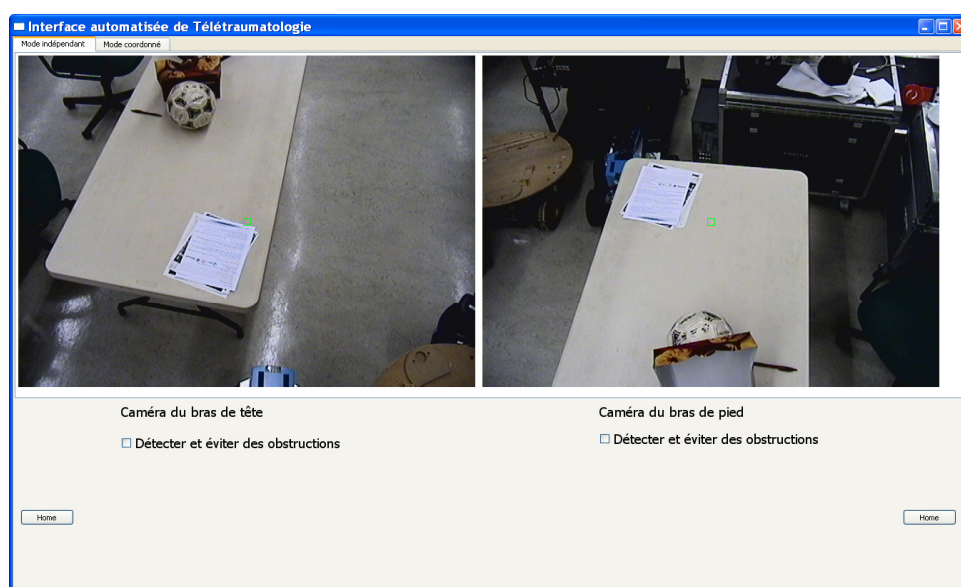 Interface automatisée de Télétraumatologie
Mode indépendant
Mode coordonné
Caméra du bras de tête
Caméra du bras de pied
Détecter et éviter des obstructions
Détecter et éviter des obstructions
Home
Home